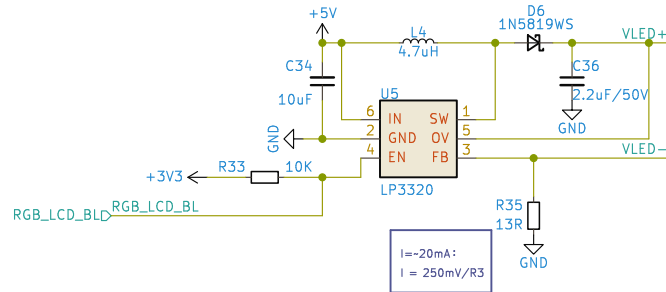 +5V
L4
4.7uH
D6
1N5819WS
VLED+
C34
10uF
C36
2.2uF/50V
GND
U5
6 IN SW 1
2 GND OV 5
4 EN FB 3
LP3320
GND
VLED-
+3V3
R33 10K
RGB_LCD_BL
RGB_LCD_BL
R35
13R
GND
I=~20mA:
I = 250mV/R3